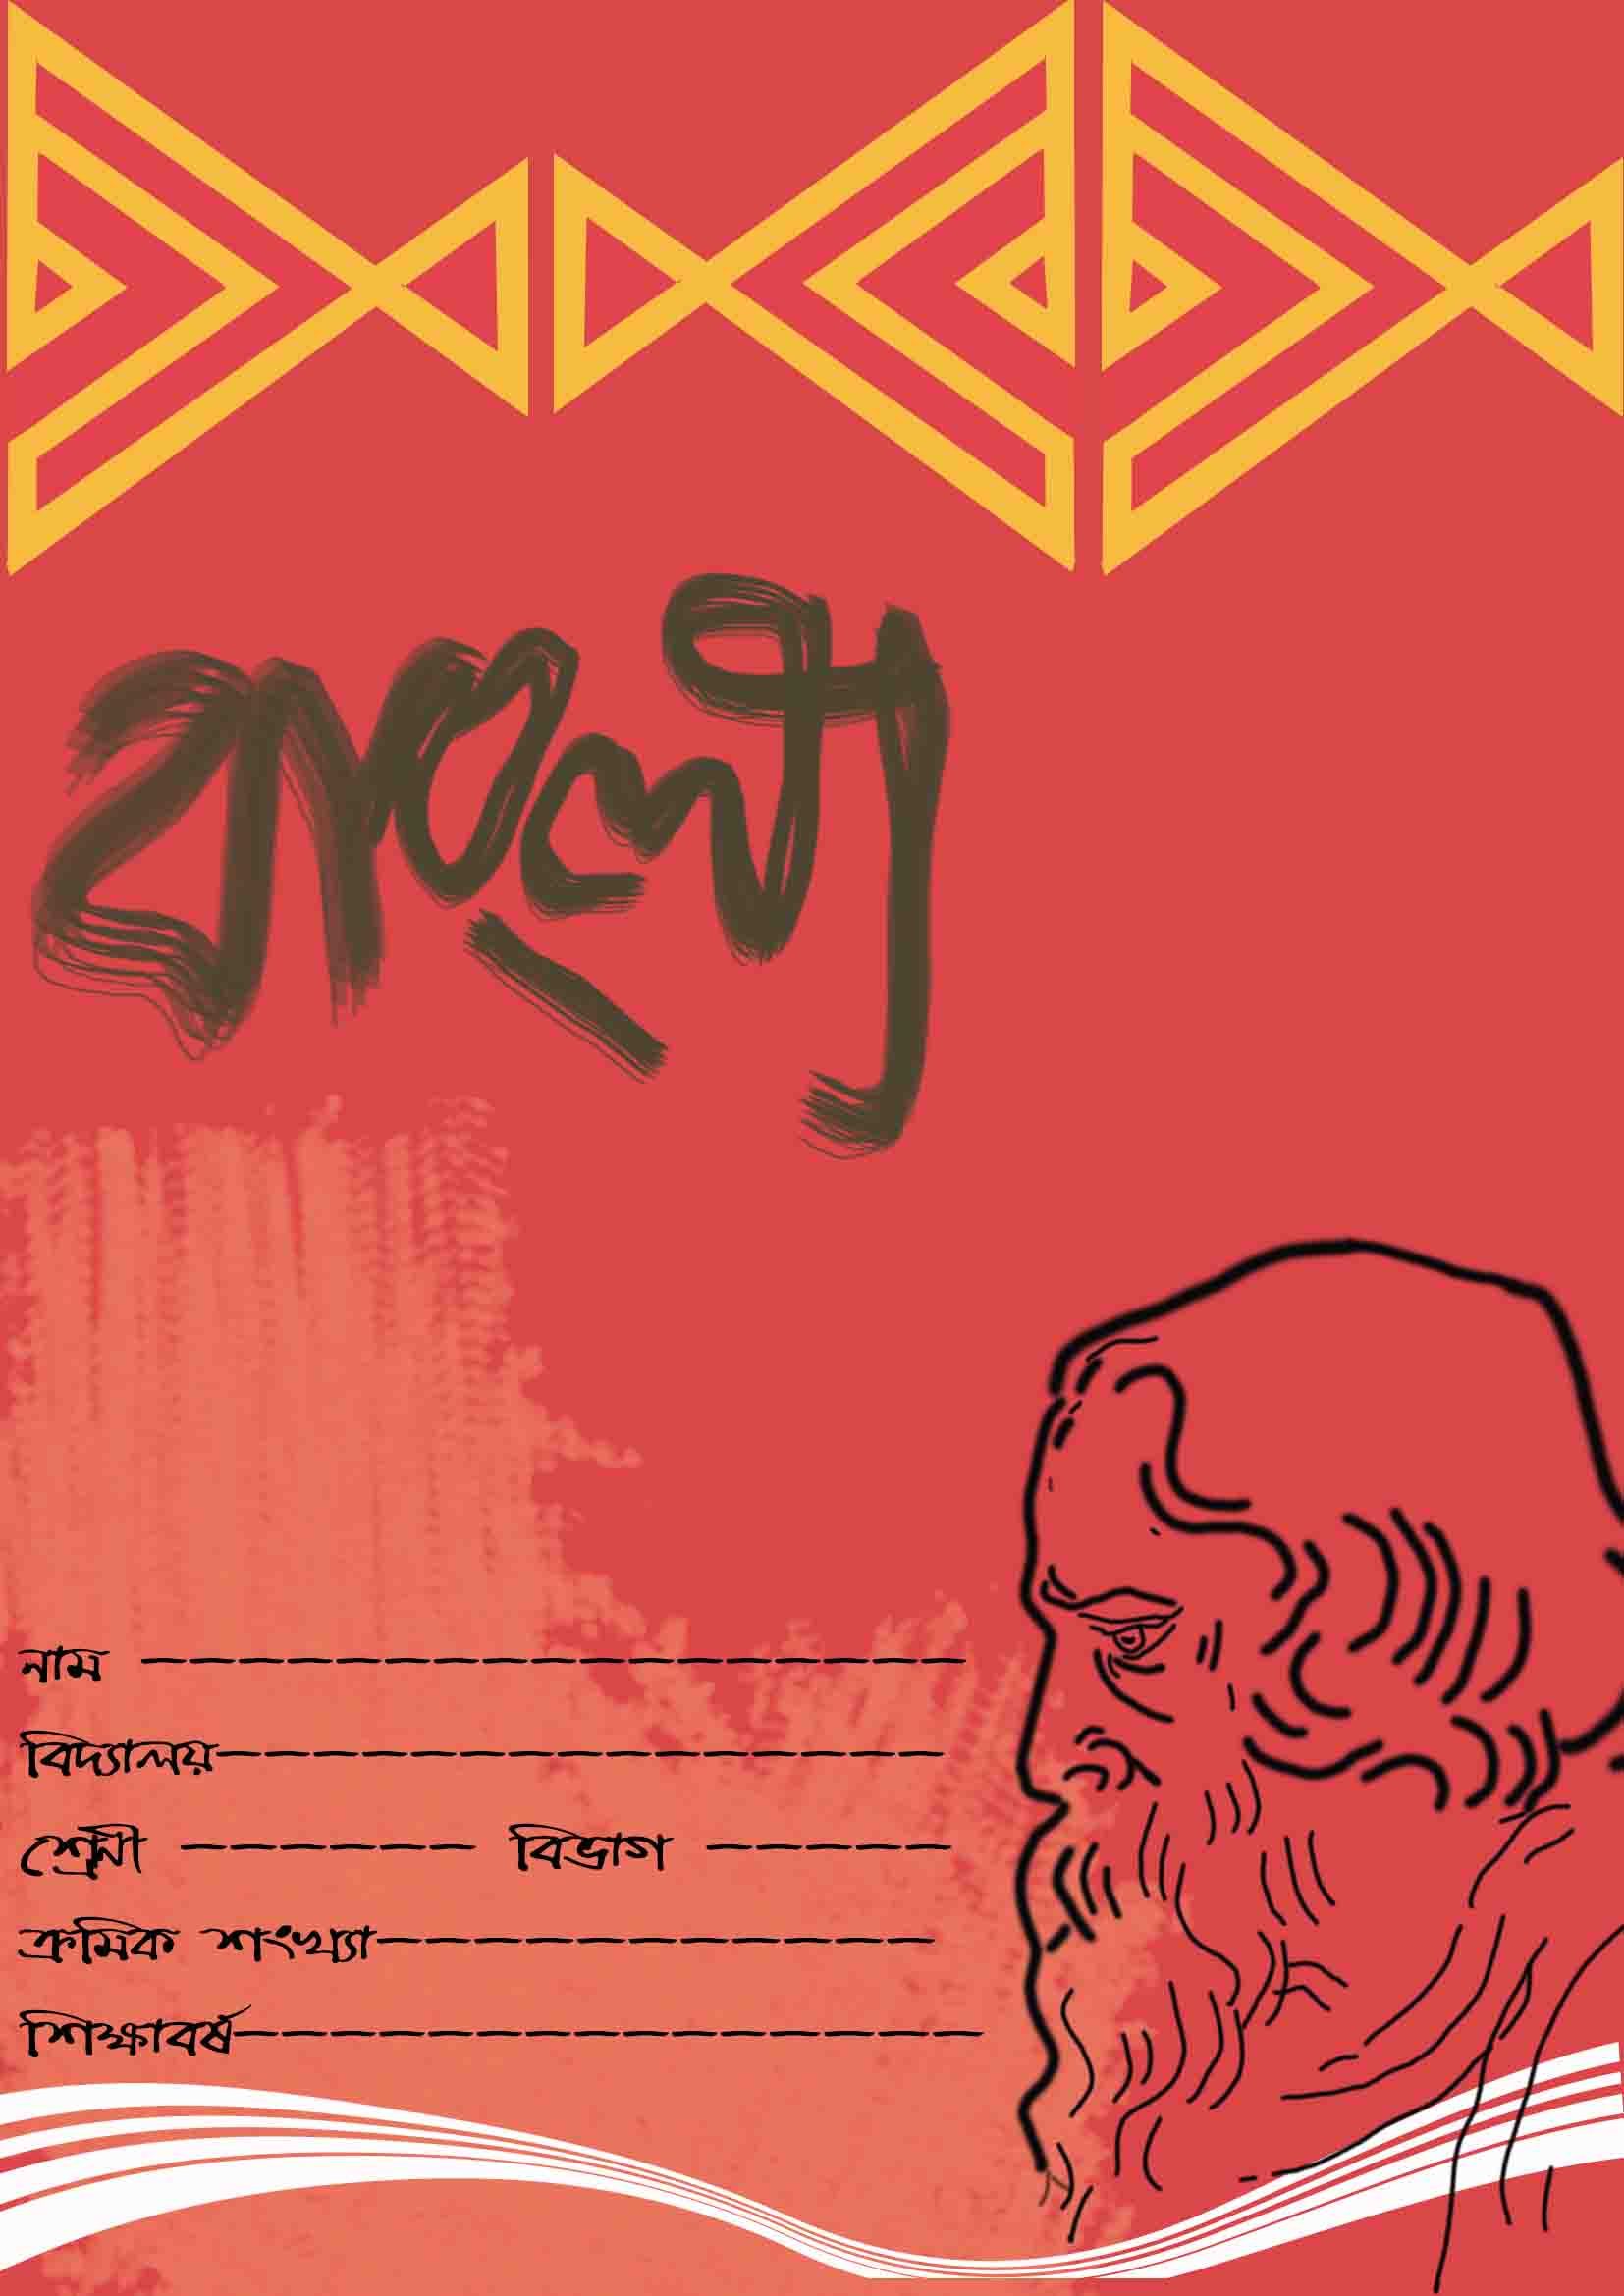 বাংলা
নাম ------------------
বিদ্যালয়----------------
শ্রেনী ------ বিভাগ -----
ক্রমিক শংখ্যা------------
শিক্ষাবর্ষ----------------